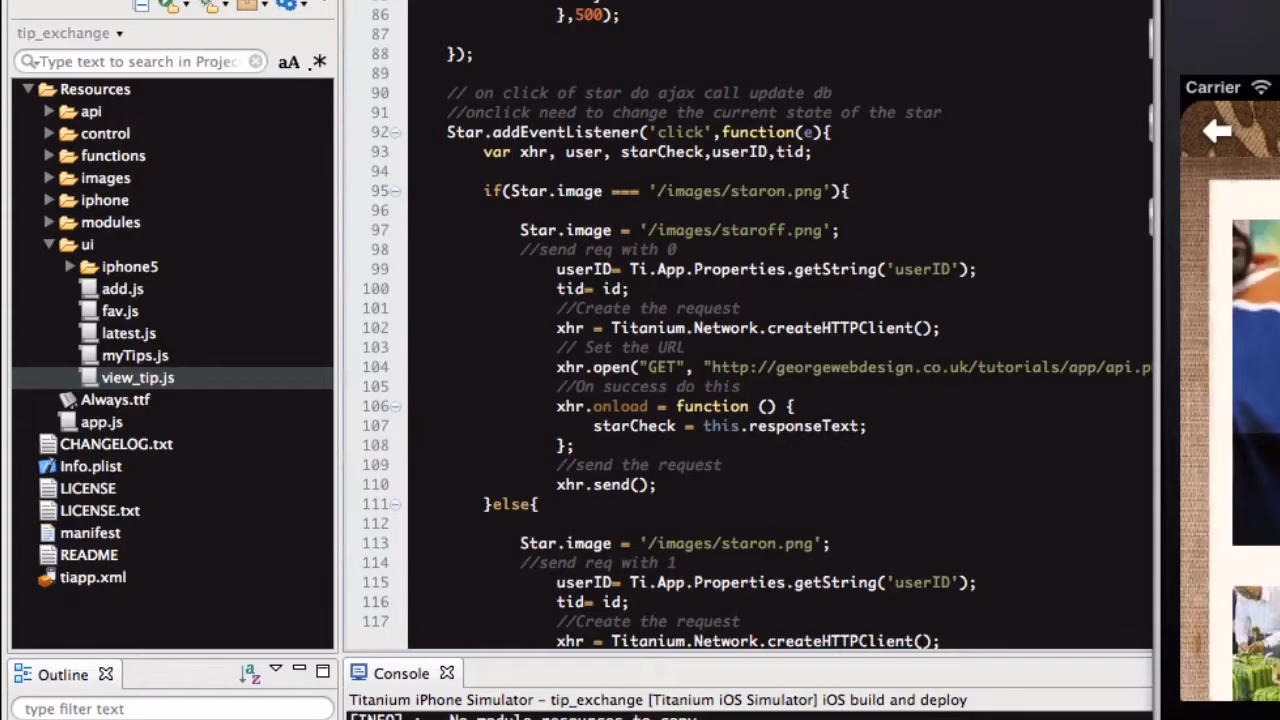 tip_exchange
Type text to search in Projec
aA .*
Resources
api
control
functions
images
iphone
modules
ui
iphone5
add.js
fav.js
latest.js
myTips.js
view_tip.js
Always.ttf
app.js
CHANGELOG.txt
Info.plist
LICENSE
LICENSE.txt
manifest
README
tiapp.xml
Outline
type filter text
86 },500);
87
88 });
89
90 // on click of star do ajax call update db
91 //onclick need to change the current state of the star
92 Star.addEventListener('click',function(e){
93 var xhr, user, starCheck,userID,tid;
94
95 if(Star.image === '/images/staron.png'){
96
97 Star.image = '/images/staroff.png';
98 //send req with 0
99 userID= Ti.App.Properties.getString('userID');
100 tid= id;
101 //Create the request
102 xhr = Titanium.Network.createHTTPClient();
103 // Set the URL
104 xhr.open("GET", "http://georgewebdesign.co.uk/tutorials/app/api.p
105 //On success do this
106 xhr.onload = function () {
107 starCheck = this.responseText;
108 };
109 //send the request
110 xhr.send();
111 }else{
112
113 Star.image = '/images/staron.png';
114 //send req with 1
115 userID= Ti.App.Properties.getString('userID');
116 tid= id;
117 //Create the request
xhr = Titanium.Network.createHTTPClient();
Console
Titanium iPhone Simulator - tip_exchange [Titanium iOS Simulator] iOS build and deploy
[INFO] : No module resources to copy
Carrier